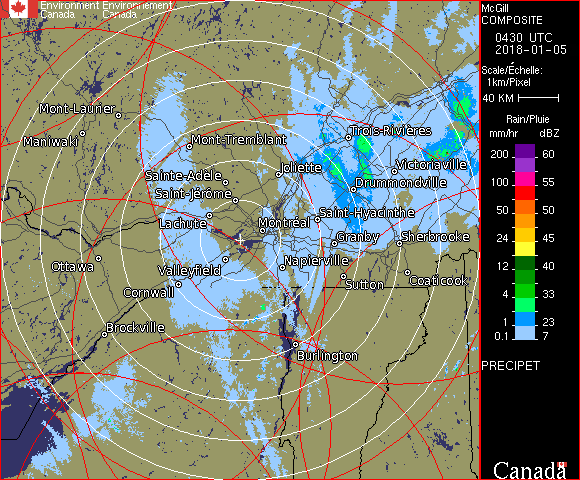 Environment Environnement
Canada Canada
McGill
COMPOSITE
0430 UTC
2018-01-05
Scale/Échelle:
1km/Pixel
40 KM
Rain/Pluie
mm/hr dBZ
200 60
55
100 55
50 50
24 45
12 40
4 33
1 23
0.1 7
PRECIPET
Canada
Mont-Laurier
Maniwaki
Mont-Tremblant
Trois-Rivières
Joliette
Victoriaville
Sainte-Adèle
Drummondville
Saint-Jérôme
Saint-Hyacinthe
Lachute
Montréal
Granby
Sherbrooke
Ottawa
Valleyfield
Napierville
Cornwall
Sutton
Coaticook
Brockville
Burlington